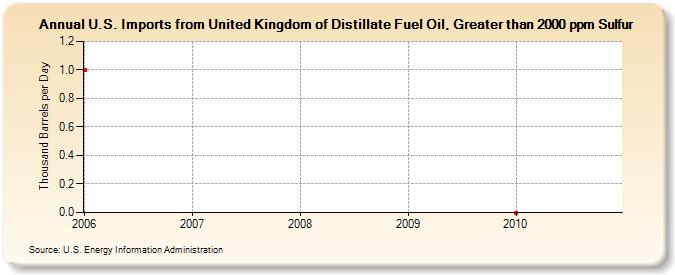 Annual U.S. Imports from United Kingdom of Distillate Fuel Oil, Greater than 2000 ppm Sulfur
Thousand Barrels per Day
1.2
1.0
0.8
0.6
0.4
0.2
0.0
2006 2007 2008 2009 2010
Source: U.S. Energy Information Administration